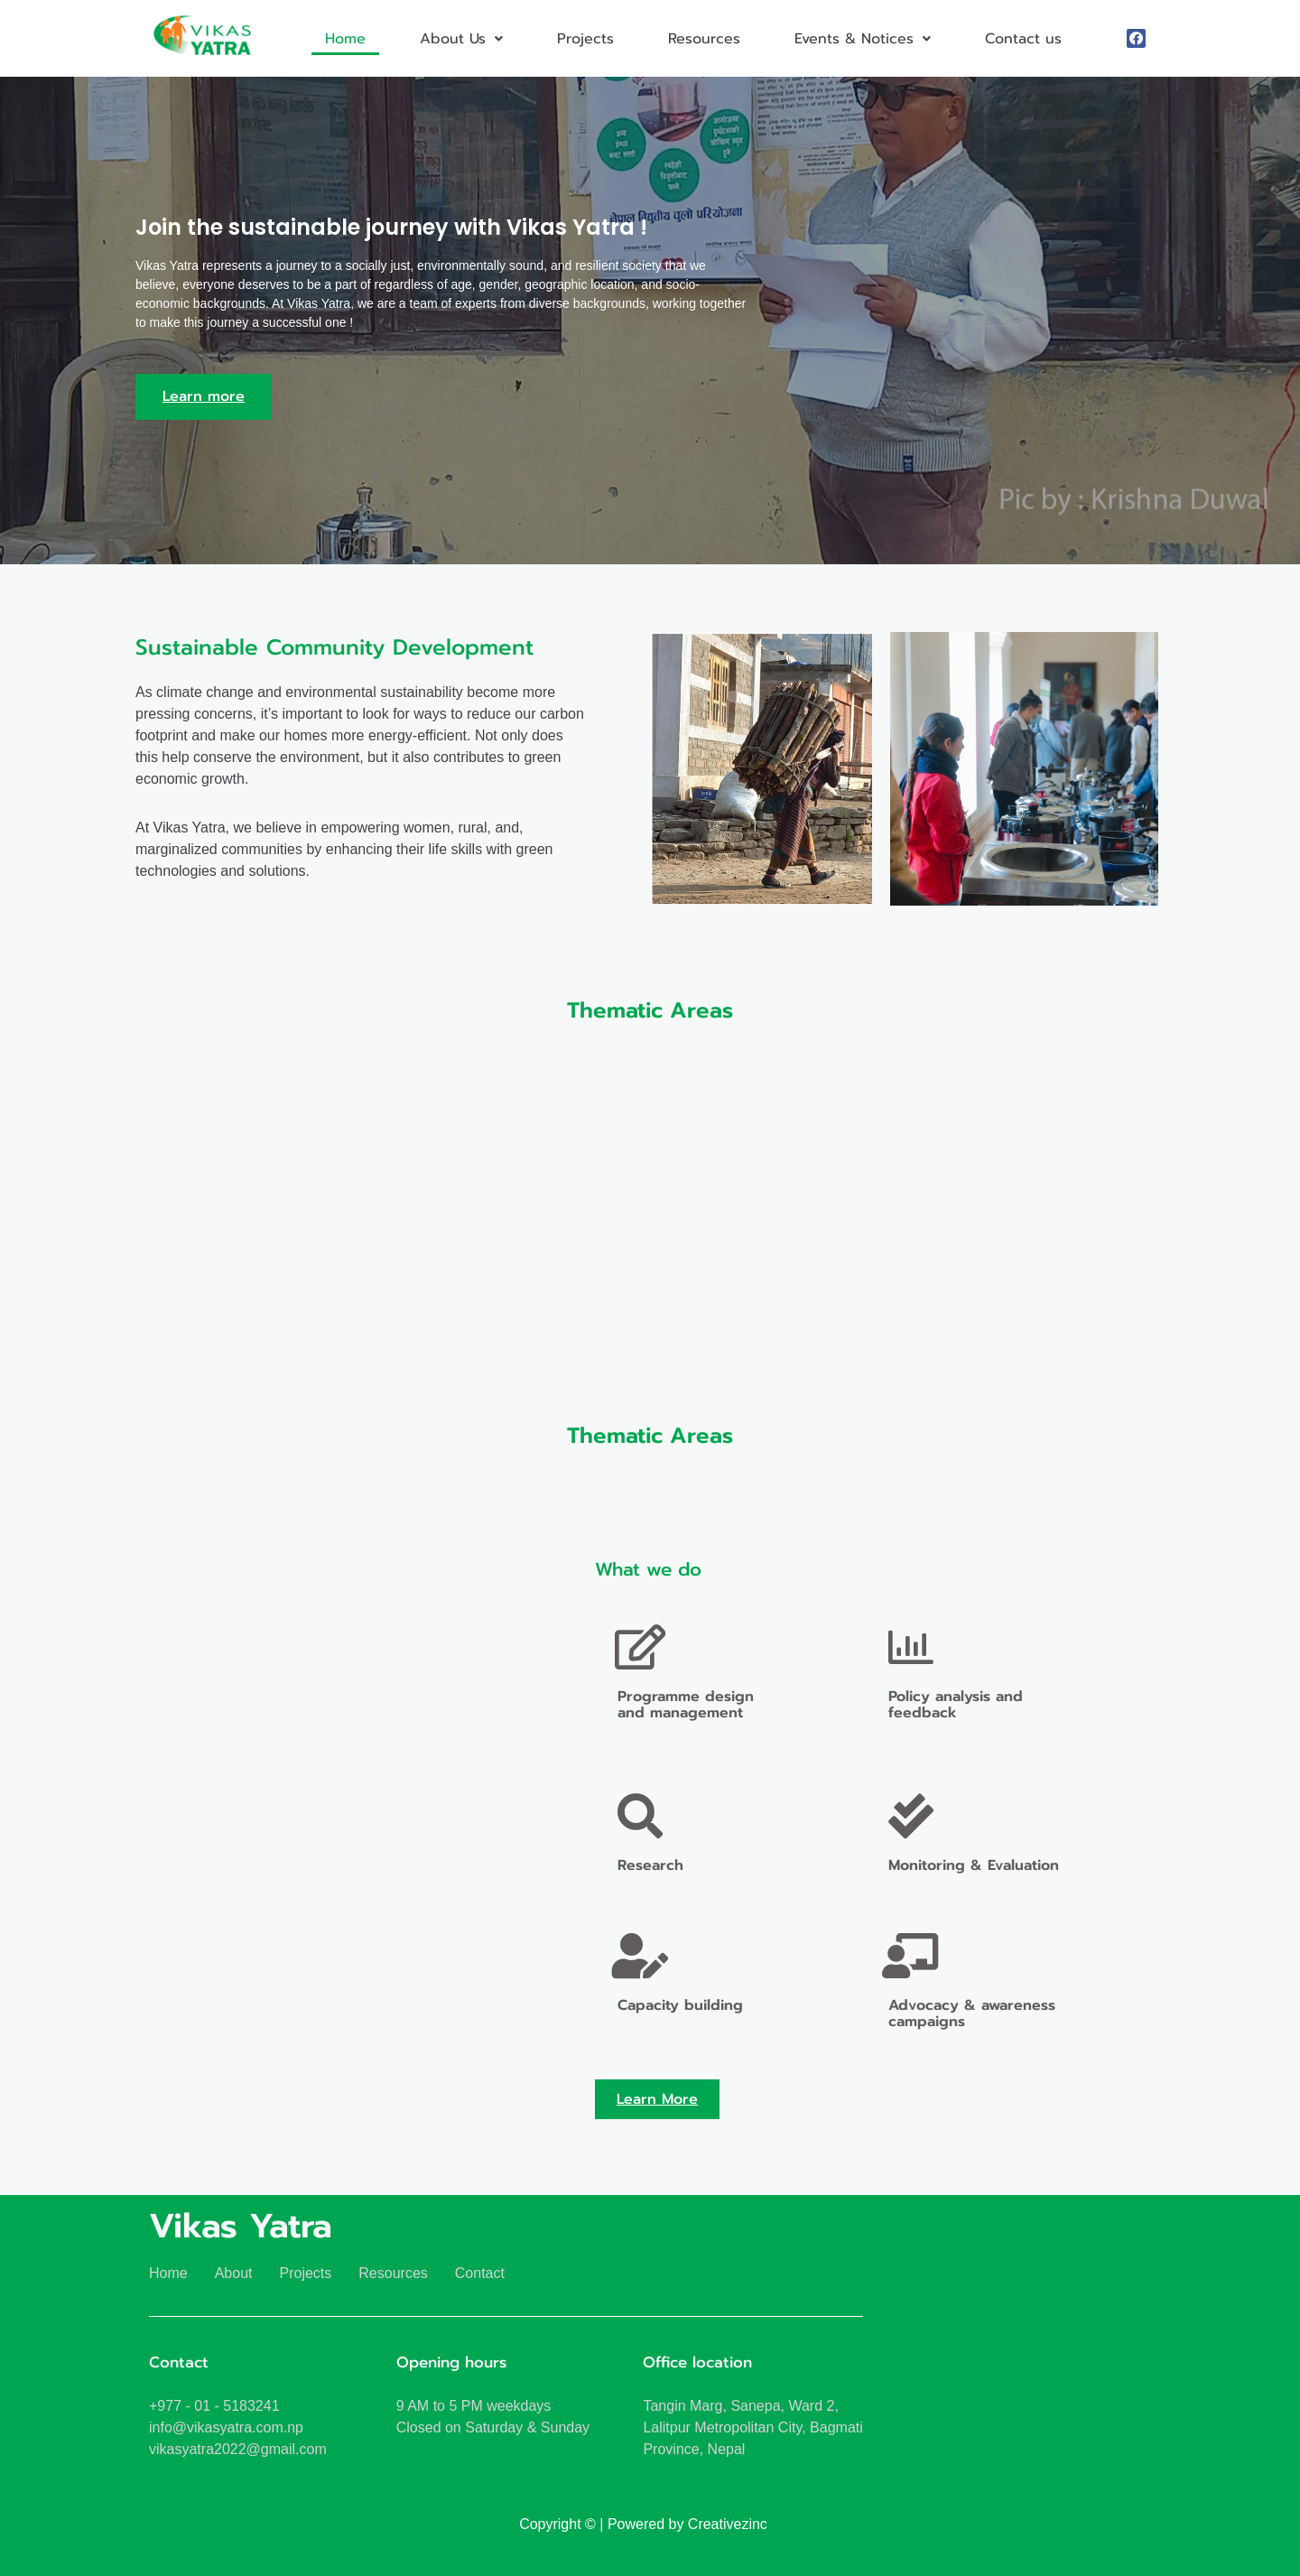 VIKAS
YATRA
Home
About Us
Projects
Resources
Events & Notices
Contact us
नेपाल विद्युतीय चुलो परियोजना
Join the sustainable journey with Vikas Yatra !
Vikas Yatra represents a journey to a socially just, environmentally sound, and resilient society that we
believe, everyone deserves to be a part of regardless of age, gender, geographic location, and socio-
economic backgrounds. At Vikas Yatra, we are a team of experts from diverse backgrounds, working together
to make this journey a successful one !
Learn more
Pic by : Krishna Duwal
Sustainable Community Development
As climate change and environmental sustainability become more
pressing concerns, it’s important to look for ways to reduce our carbon
footprint and make our homes more energy-efficient. Not only does
this help conserve the environment, but it also contributes to green
economic growth.
At Vikas Yatra, we believe in empowering women, rural, and,
marginalized communities by enhancing their life skills with green
technologies and solutions.
Thematic Areas
Thematic Areas
What we do
Programme design
and management
Policy analysis and
feedback
Research
Monitoring & Evaluation
Capacity building
Advocacy & awareness
campaigns
Learn More
Vikas Yatra
Home
About
Projects
Resources
Contact
Contact
+977 - 01 - 5183241
info@vikasyatra.com.np
vikasyatra2022@gmail.com
Opening hours
9 AM to 5 PM weekdays
Closed on Saturday & Sunday
Office location
Tangin Marg, Sanepa, Ward 2,
Lalitpur Metropolitan City, Bagmati
Province, Nepal
Copyright © | Powered by Creativezinc